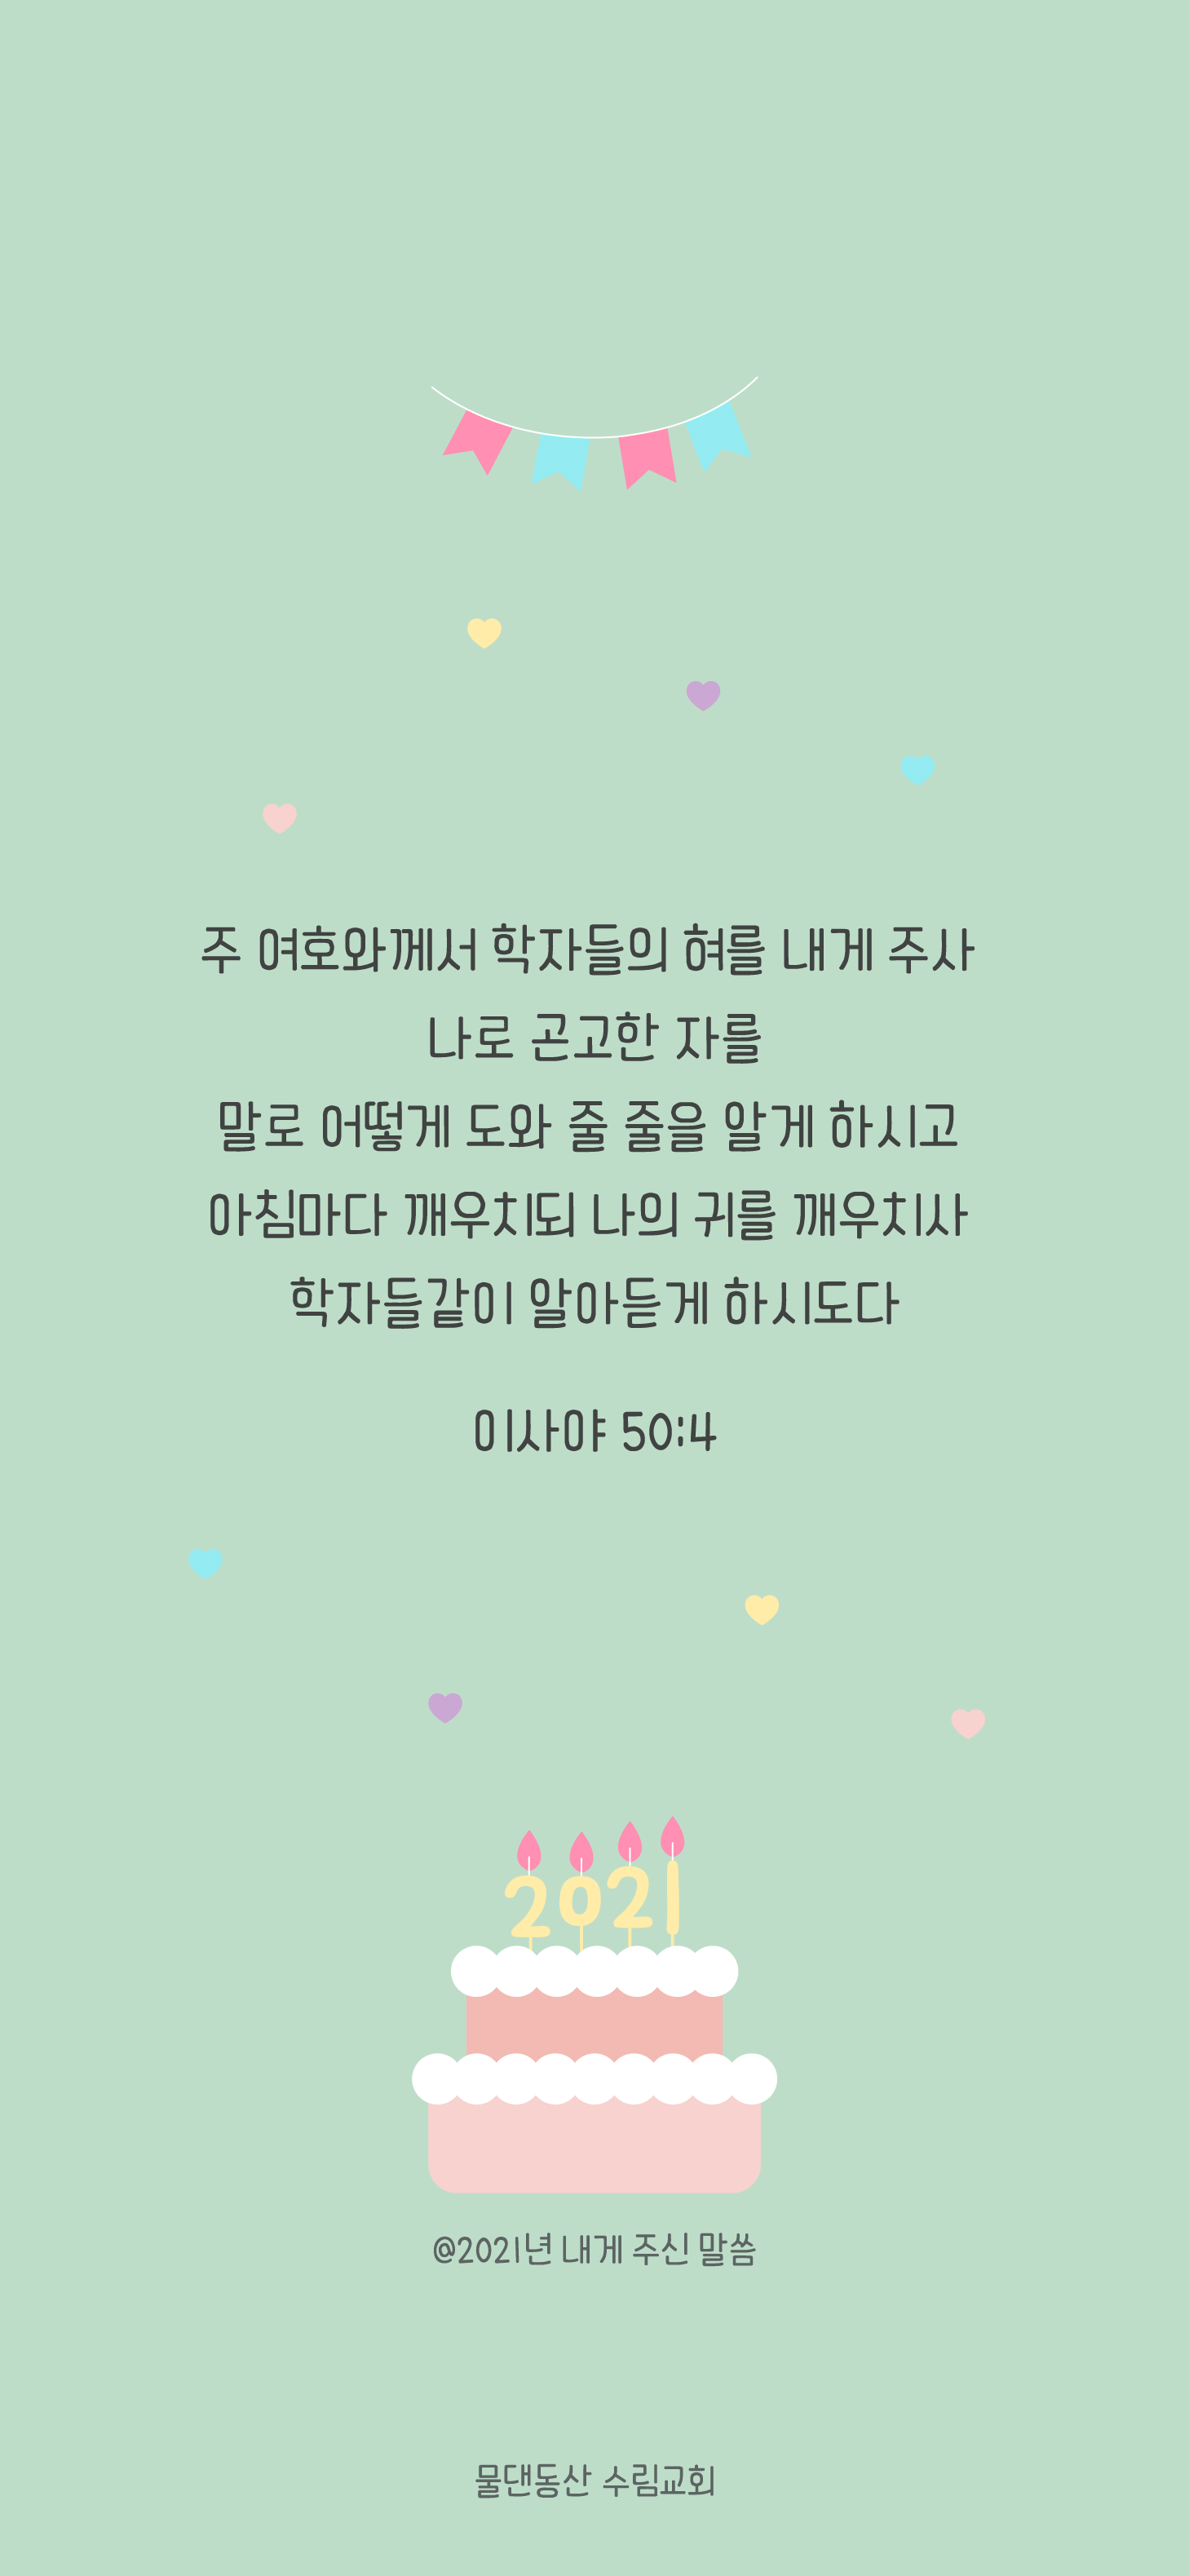 주 여호와께서 학자들의 혀를 내게 주사
나로 곤고한 자를
말로 어떻게 도와 줄 줄을 알게 하시고
아침마다 깨우치되 나의 귀를 깨우치사
학자들같이 알아듣게 하시도다
이사야 50:4
2021
@2021년 내게 주신 말씀
물댄동산 수림교회